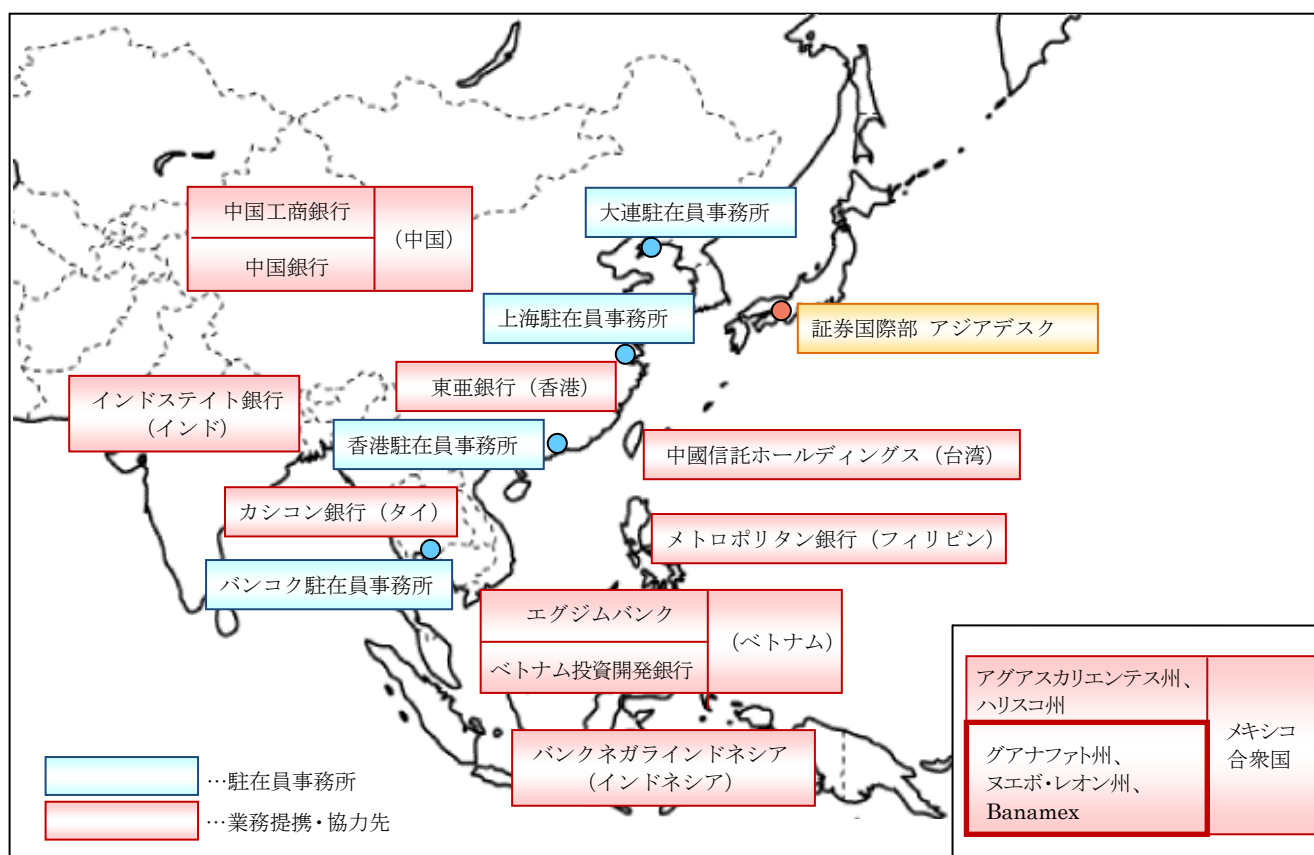 中国工商銀行
中国銀行
（中国）
大連駐在員事務所
上海駐在員事務所
証券国際部 アジアデスク
東亜銀行（香港）
インドステイト銀行
（インド）
香港駐在員事務所
中國信託ホールディングス（台湾）
カシコン銀行（タイ）
メトロポリタン銀行（フィリピン）
バンコク駐在員事務所
エグジムバンク
ベトナム投資開発銀行
（ベトナム）
バンクネガラインドネシア
（インドネシア）
アグアスカリエンテス州、
ハリスコ州
グアナファト州、
ヌエボ・レオン州、
Banamex
メキシコ
合衆国
…駐在員事務所
…業務提携・協力先